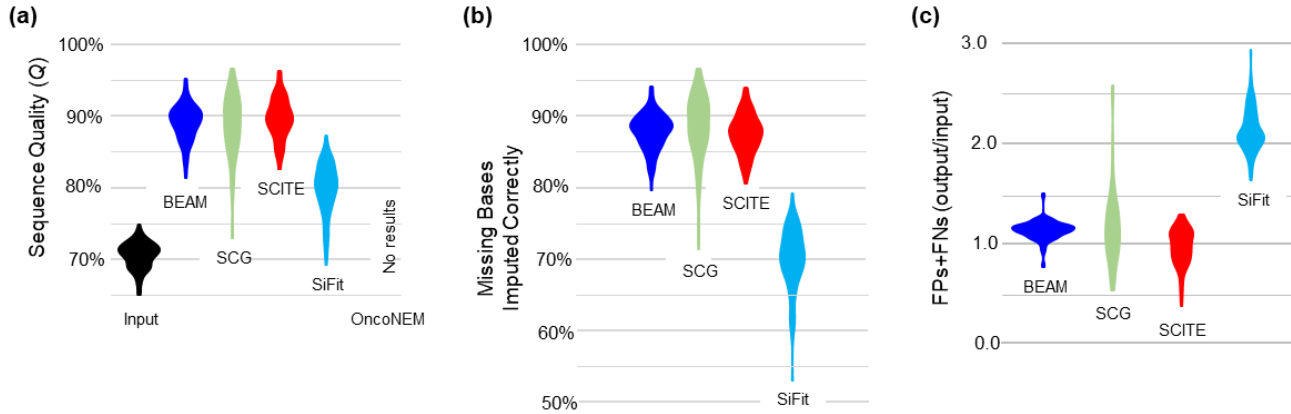 (a)
Sequence Quality (Q)
100%
90%
80%
70%
Input
BEAM
SCG
SCITE
SiFit
No results
OncoNEM
(b)
Missing Bases
Imputed Correctly
100%
90%
80%
70%
60%
50%
BEAM
SCG
SCITE
SiFit
(c)
FPs+FNs (output/input)
3.0
2.0
1.0
0.0
BEAM
SCG
SCITE
SiFit